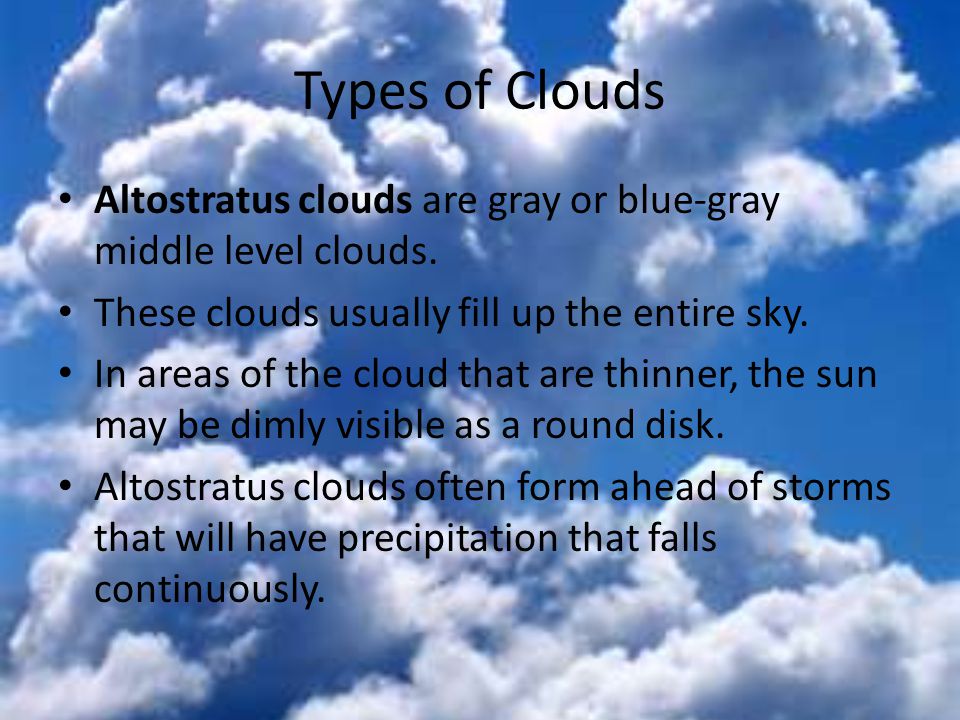 Types of Clouds
• Altostratus clouds are gray or blue-gray
middle level clouds.
• These clouds usually fill up the entire sky.
• In areas of the cloud that are thinner, the sun
may be dimly visible as a round disk.
• Altostratus clouds often form ahead of storms
that will have precipitation that falls
continuously.